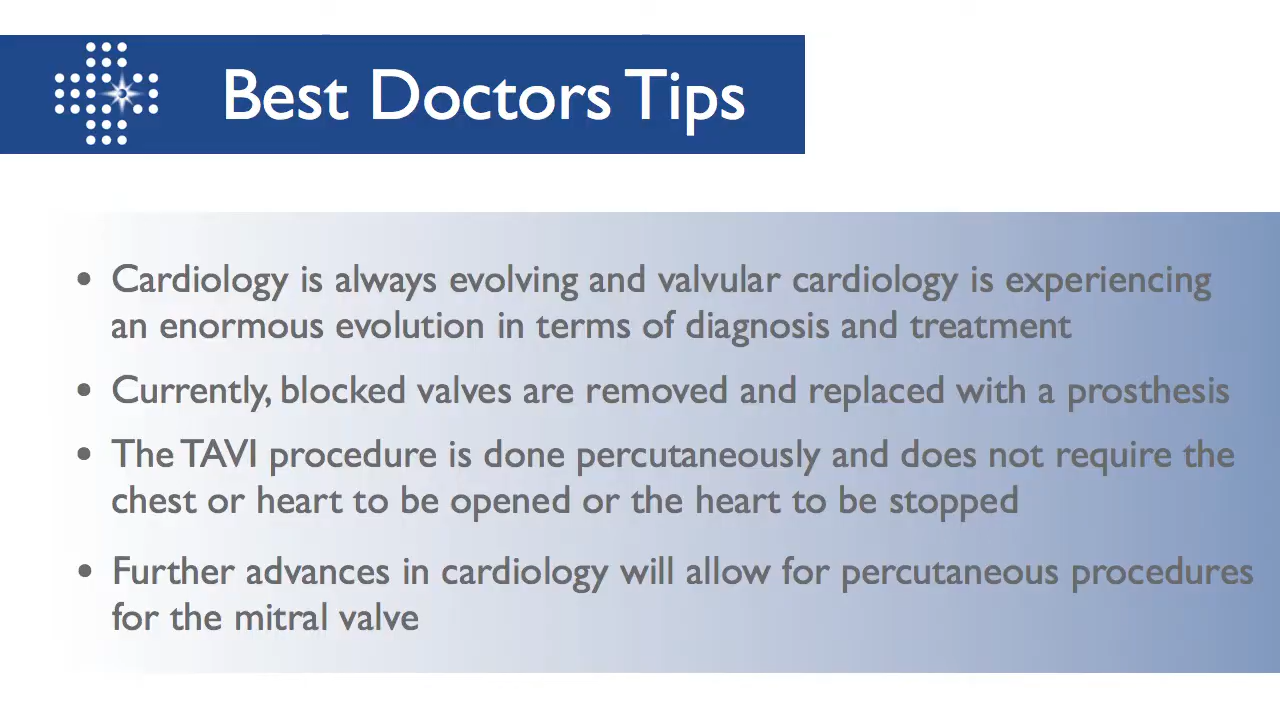 Best Doctors Tips
• Cardiology is always evolving and valvular cardiology is experiencing
an enormous evolution in terms of diagnosis and treatment
• Currently, blocked valves are removed and replaced with a prosthesis
• The TAVI procedure is done percutaneously and does not require the
chest or heart to be opened or the heart to be stopped
• Further advances in cardiology will allow for percutaneous procedures
for the mitral valve